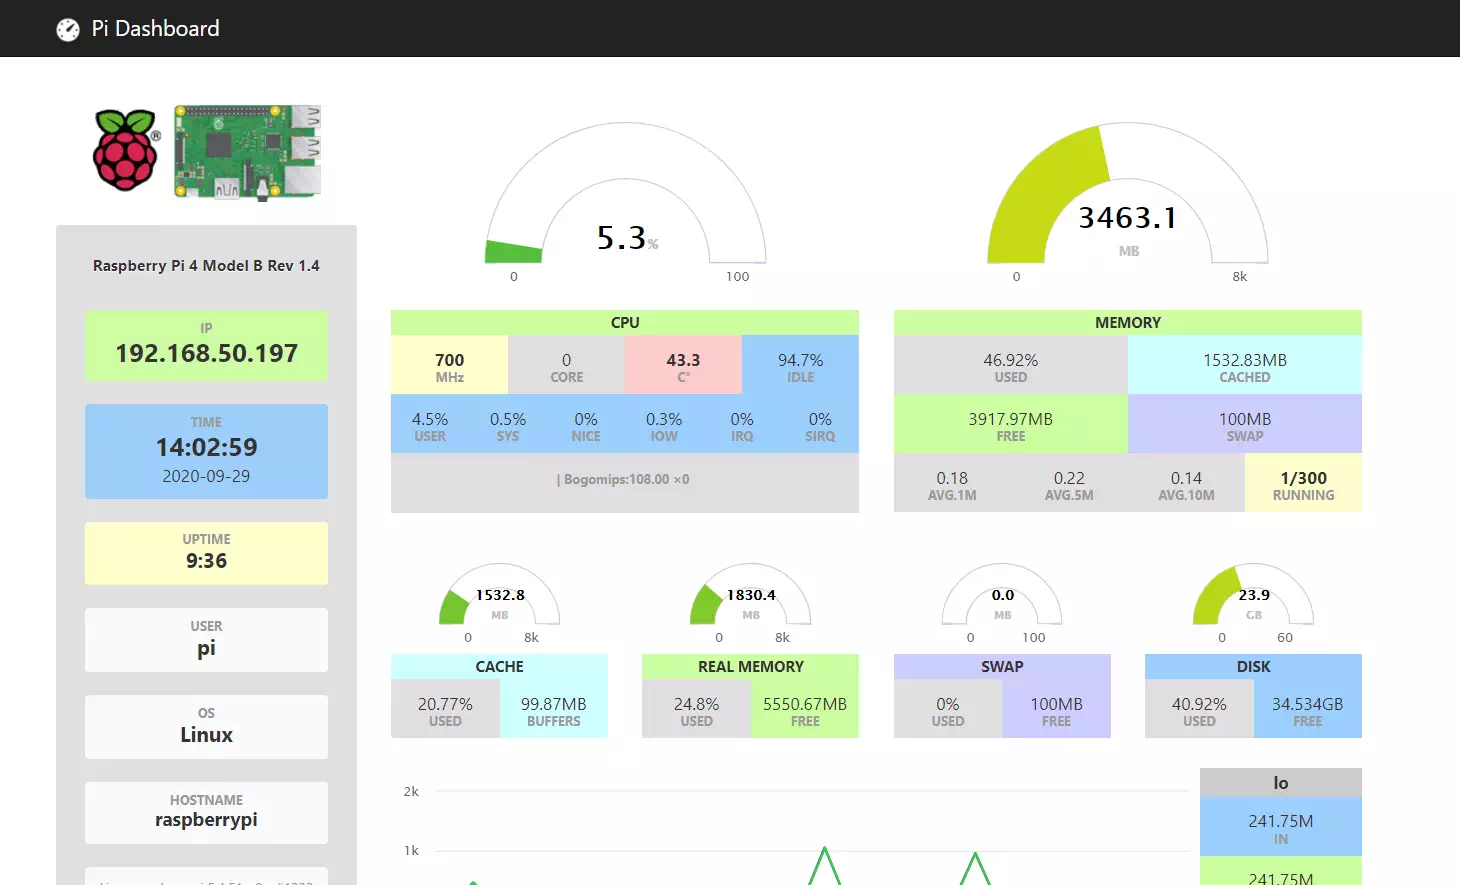 Pi Dashboard
®
Raspberry Pi 4 Model B Rev 1.4
IP
192.168.50.197
TIME
14:02:59
2020-09-29
UPTIME
9:36
USER
pi
OS
Linux
HOSTNAME
raspberrypi
5.3%
0 100
CPU
700 0 43.3 94.7%
MHz CORE C° IDLE
4.5% 0.5% 0% 0.3% 0% 0%
USER SYS NICE IOW IRQ SIRQ
| Bogomips:108.00 ×0
3463.1
MB
0 8k
MEMORY
46.92% 1532.83MB
USED CACHED
3917.97MB 100MB
FREE SWAP
0.18 0.22 0.14 1/300
AVG.1M AVG.5M AVG.10M RUNNING
1532.8
MB
0 8k
CACHE
20.77% 99.87MB
USED BUFFERS
1830.4
MB
0 8k
REAL MEMORY
24.8% 5550.67MB
USED FREE
0.0
MB
0 100
SWAP
0% 100MB
USED FREE
23.9
GB
0 60
DISK
40.92% 34.534GB
USED FREE
2k
1k
lo
241.75M
IN
241.75M